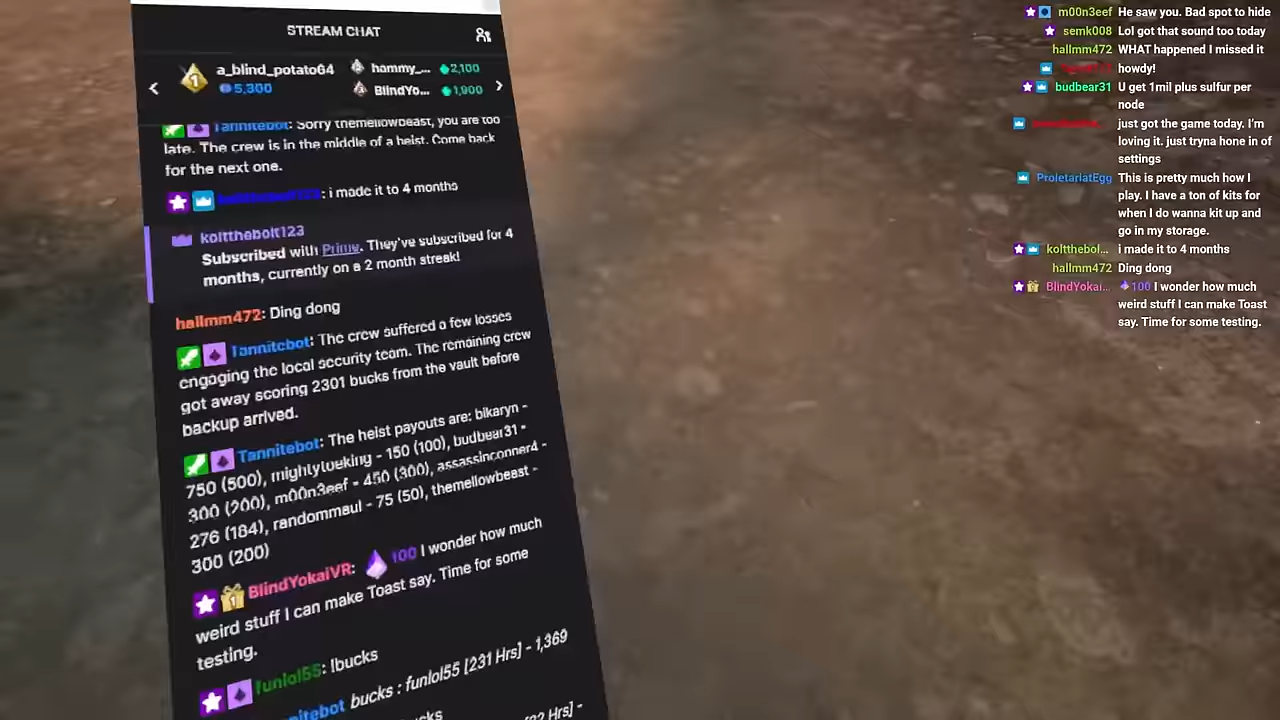 STREAM CHAT
a_blind_potato64
5,300
hammy_... 2,100
BlindYo... 1,900
Tannitebot: Sorry themellowbeast, you are too
late. The crew is in the middle of a heist. Come back
for the next one.
koltthebolt123: i made it to 4 months
koltthebolt123
Subscribed with Prime. They've subscribed for 4
months, currently on a 2 month streak!
hallmm472: Ding dong
Tannitebot: The crew suffered a few losses
engaging the local security team. The remaining crew
got away scoring 2301 bucks from the vault before
backup arrived.
Tannitebot: The heist payouts are: bikaryn -
750 (500), mightyloeking - 150 (100), budbear31 -
300 (200), m00n3eef - 450 (300), assassinconner4 -
276 (184), randommaul - 75 (50), themellowbeast -
300 (200)
BlindYokaiVR: 100 I wonder how much
weird stuff I can make Toast say. Time for some
testing.
funlol55: !bucks
bucks : funlol55 [231 Hrs] - 1,369
m00n3eef He saw you. Bad spot to hide
semk008 Lol got that sound too today
hallmm472 WHAT happened I missed it
howdy!
budbear31 U get 1mil plus sulfur per
node
just got the game today. I'm
loving it. just tryna hone in of
settings
ProletariatEgg This is pretty much how I
play. I have a ton of kits for
when I do wanna kit up and
go in my storage.
kolttheboI... i made it to 4 months
hallmm472 Ding dong
BlindYokai... 100 I wonder how much
weird stuff I can make Toast
say. Time for some testing.